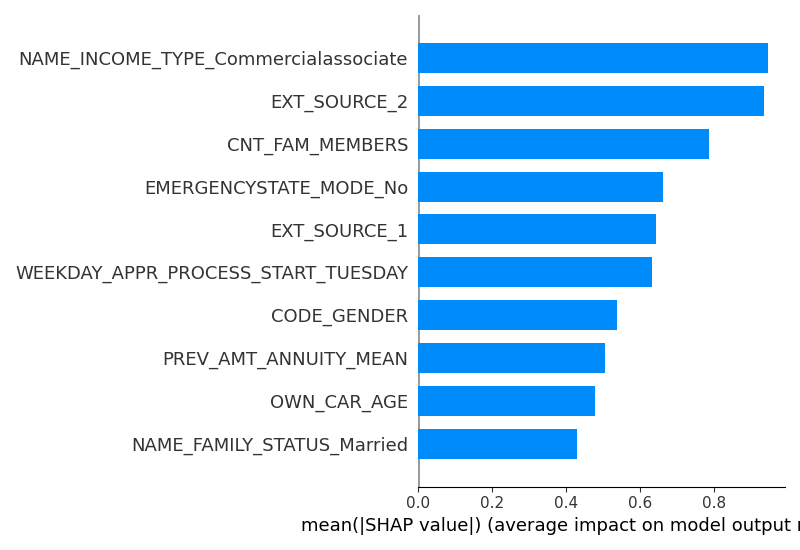 NAME_INCOME_TYPE_Commercialassociate
EXT_SOURCE_2
CNT_FAM_MEMBERS
EMERGENCYSTATE_MODE_No
EXT_SOURCE_1
WEEKDAY_APPR_PROCESS_START_TUESDAY
CODE_GENDER
PREV_AMT_ANNUITY_MEAN
OWN_CAR_AGE
NAME_FAMILY_STATUS_Married
0.0 0.2 0.4 0.6 0.8
mean(|SHAP value|) (average impact on model output